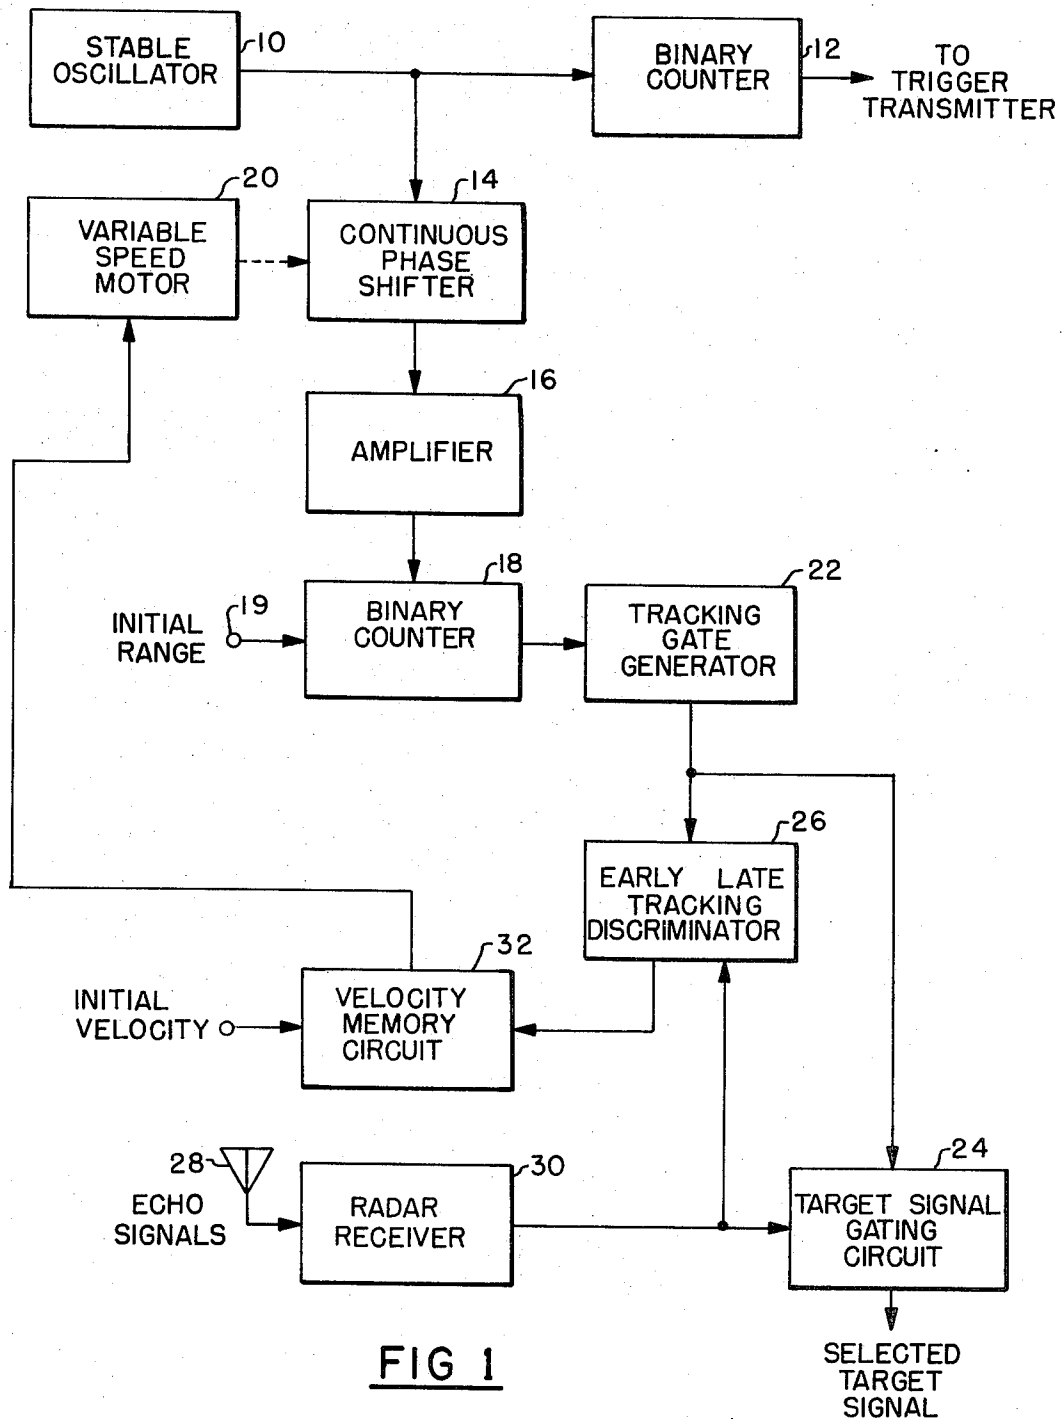 STABLE
OSCILLATOR
10
BINARY
COUNTER
12
TO
TRIGGER
TRANSMITTER
20
VARIABLE
SPEED
MOTOR
14
CONTINUOUS
PHASE
SHIFTER
16
AMPLIFIER
INITIAL
RANGE
19
18
BINARY
COUNTER
22
TRACKING
GATE
GENERATOR
26
EARLY LATE
TRACKING
DISCRIMINATOR
INITIAL
VELOCITY
32
VELOCITY
MEMORY
CIRCUIT
28
ECHO
SIGNALS
30
RADAR
RECEIVER
24
TARGET SIGNAL
GATING
CIRCUIT
SELECTED
TARGET
SIGNAL
FIG 1